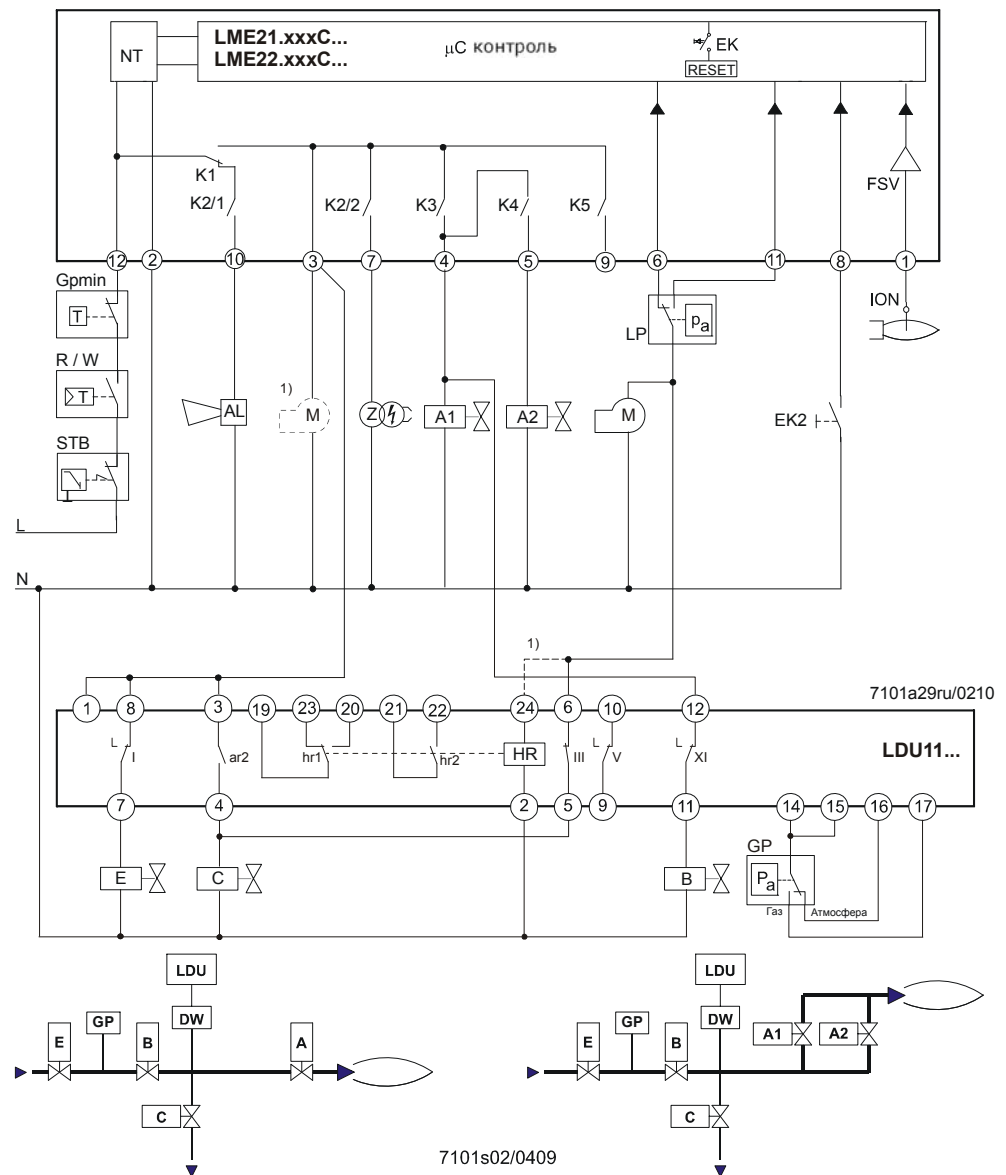 LME21.xxxC...
LME22.xxxC...
µC контроль
NT
EK
RESET
FSV
K1
K2/1
K2/2
K3
K4
K5
12
2
10
3
7
4
5
9
6
11
8
1
Gpmin
T
R / W
T
STB
L
N
AL
1)
M
Z
A1
A2
LP
pa
M
EK2
ION
1)
7101a29ru/0210
1
8
3
19
23
20
21
22
24
6
10
12
LDU11...
L
I
ar2
hr1
hr2
HR
III
L
V
L
XI
7
4
2
5
9
11
14
15
16
17
E
C
B
GP
Pa
Газ
Атмосфера
LDU
DW
E
GP
B
A
C
LDU
DW
E
GP
B
A1
A2
C
7101s02/0409